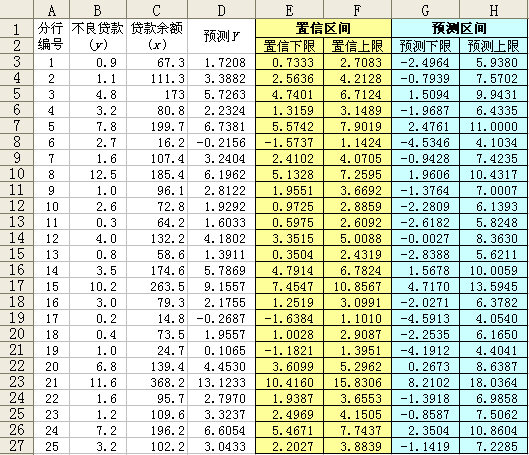 A B C D E F G H
1 分行 不良贷款 贷款余额 预测Y 置信区间 预测区间
2 编号 (y) (x) 置信下限 置信上限 预测下限 预测上限
3 1 0.9 67.3 1.7208 0.7333 2.7083 -2.4964 5.9380
4 2 1.1 111.3 3.3882 2.5636 4.2128 -0.7939 7.5702
5 3 4.8 173 5.7263 4.7401 6.7124 1.5094 9.9431
6 4 3.2 80.8 2.2324 1.3159 3.1489 -1.9687 6.4335
7 5 7.8 199.7 6.7381 5.5742 7.9019 2.4761 11.0000
8 6 2.7 16.2 -0.2156 -1.5737 1.1424 -4.5346 4.1034
9 7 1.6 107.4 3.2404 2.4102 4.0705 -0.9428 7.4235
10 8 12.5 185.4 6.1962 5.1328 7.2595 1.9606 10.4317
11 9 1.0 96.1 2.8122 1.9551 3.6692 -1.3764 7.0007
12 10 2.6 72.8 1.9292 0.9725 2.8859 -2.2809 6.1393
13 11 0.3 64.2 1.6033 0.5975 2.6092 -2.6182 5.8248
14 12 4.0 132.2 4.1802 3.3515 5.0088 -0.0027 8.3630
15 13 0.8 58.6 1.3911 0.3504 2.4319 -2.8388 5.6211
16 14 3.5 174.6 5.7869 4.7914 6.7824 1.5678 10.0059
17 15 10.2 263.5 9.1557 7.4547 10.8567 4.7170 13.5945
18 16 3.0 79.3 2.1755 1.2519 3.0991 -2.0271 6.3782
19 17 0.2 14.8 -0.2687 -1.6384 1.1010 -4.5913 4.0540
20 18 0.4 73.5 1.9557 1.0028 2.9087 -2.2535 6.1650
21 19 1.0 24.7 0.1065 -1.1821 1.3951 -4.1912 4.4041
22 20 6.8 139.4 4.4530 3.6099 5.2962 0.2673 8.6387
23 21 11.6 368.2 13.1233 10.4160 15.8306 8.2102 18.0364
24 22 1.6 95.7 2.7970 1.9387 3.6553 -1.3918 6.9858
25 23 1.2 109.6 3.3237 2.4969 4.1505 -0.8587 7.5062
26 24 7.2 196.2 6.6054 5.4671 7.7437 2.3504 10.8604
27 25 3.2 102.2 3.0433 2.2027 3.8839 -1.1419 7.2285